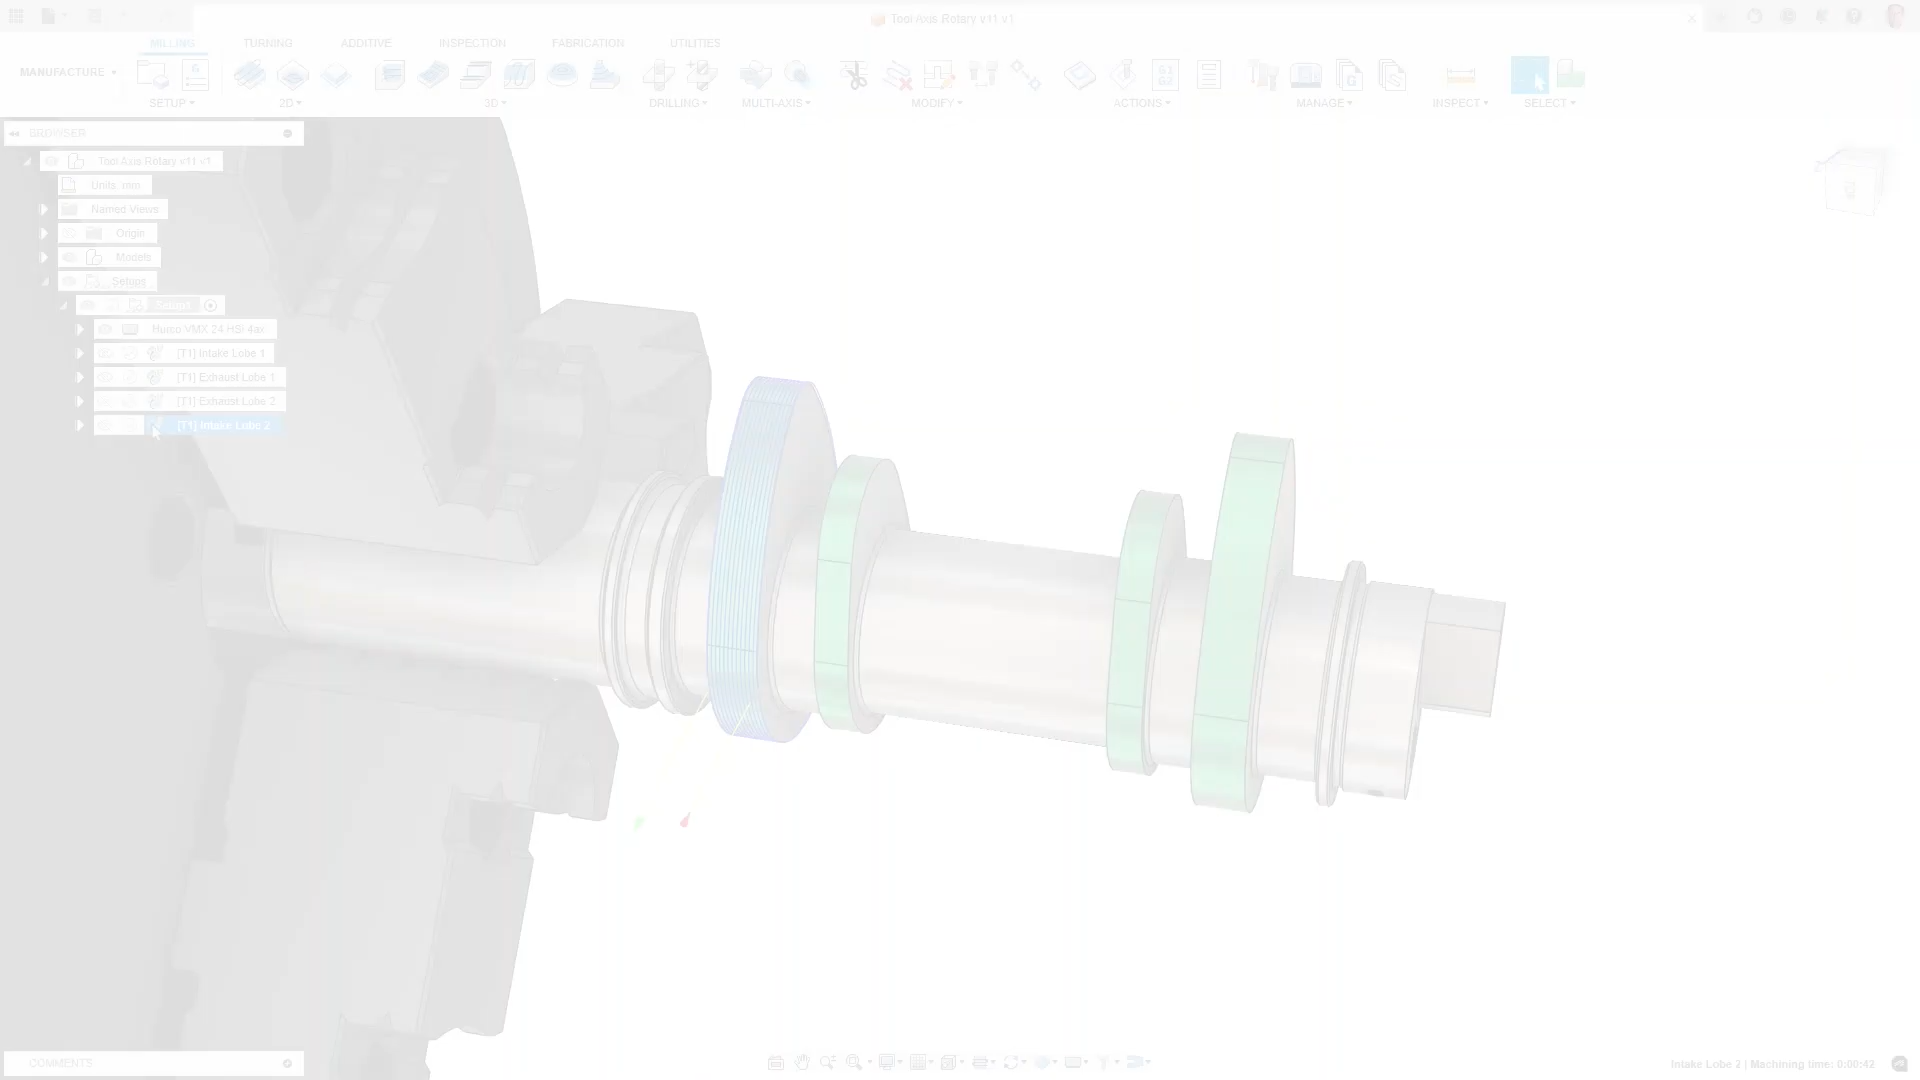 Tool Axis Rotary v11 v1
MILLING TURNING ADDITIVE INSPECTION FABRICATION UTILITIES
MANUFACTURE
SETUP 2D 3D DRILLING MULTI-AXIS MODIFY ACTIONS MANAGE INSPECT SELECT
BROWSER
Tool Axis Rotary v11 v1
Units: mm
Named Views
Origin
Models
Setups
Setup1
Hurco VMX 24 HSi 4ax
[T1] Intake Lobe 1
[T1] Exhaust Lobe 1
[T1] Exhaust Lobe 2
[T1] Intake Lobe 2
COMMENTS
Intake Lobe 2 | Machining time: 0:00:42